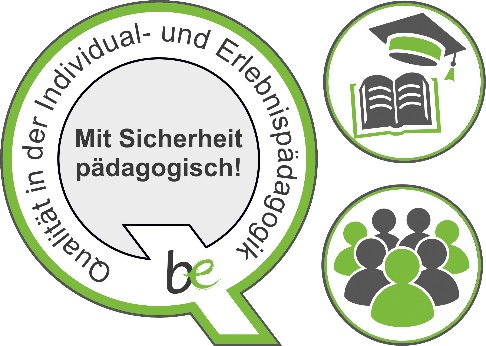 Qualität in der Individual- und Erlebnispädagogik
Mit Sicherheit
pädagogisch!
be